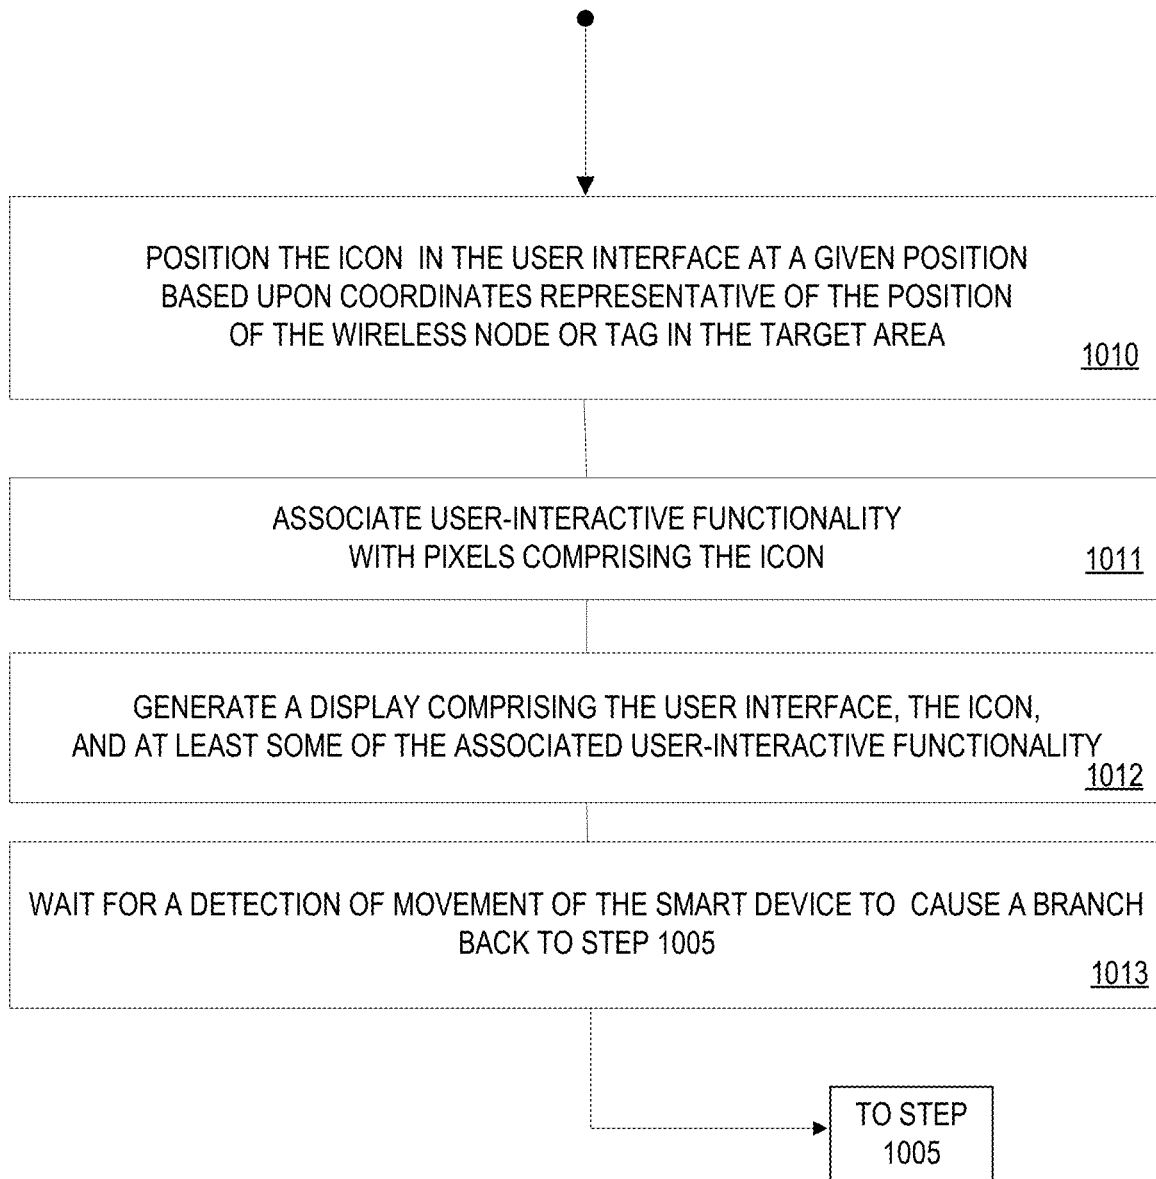 POSITION THE ICON IN THE USER INTERFACE AT A GIVEN POSITION
BASED UPON COORDINATES REPRESENTATIVE OF THE POSITION
OF THE WIRELESS NODE OR TAG IN THE TARGET AREA
1010
ASSOCIATE USER-INTERACTIVE FUNCTIONALITY
WITH PIXELS COMPRISING THE ICON
1011
GENERATE A DISPLAY COMPRISING THE USER INTERFACE, THE ICON,
AND AT LEAST SOME OF THE ASSOCIATED USER-INTERACTIVE FUNCTIONALITY
1012
WAIT FOR A DETECTION OF MOVEMENT OF THE SMART DEVICE TO CAUSE A BRANCH
BACK TO STEP 1005
1013
TO STEP
1005